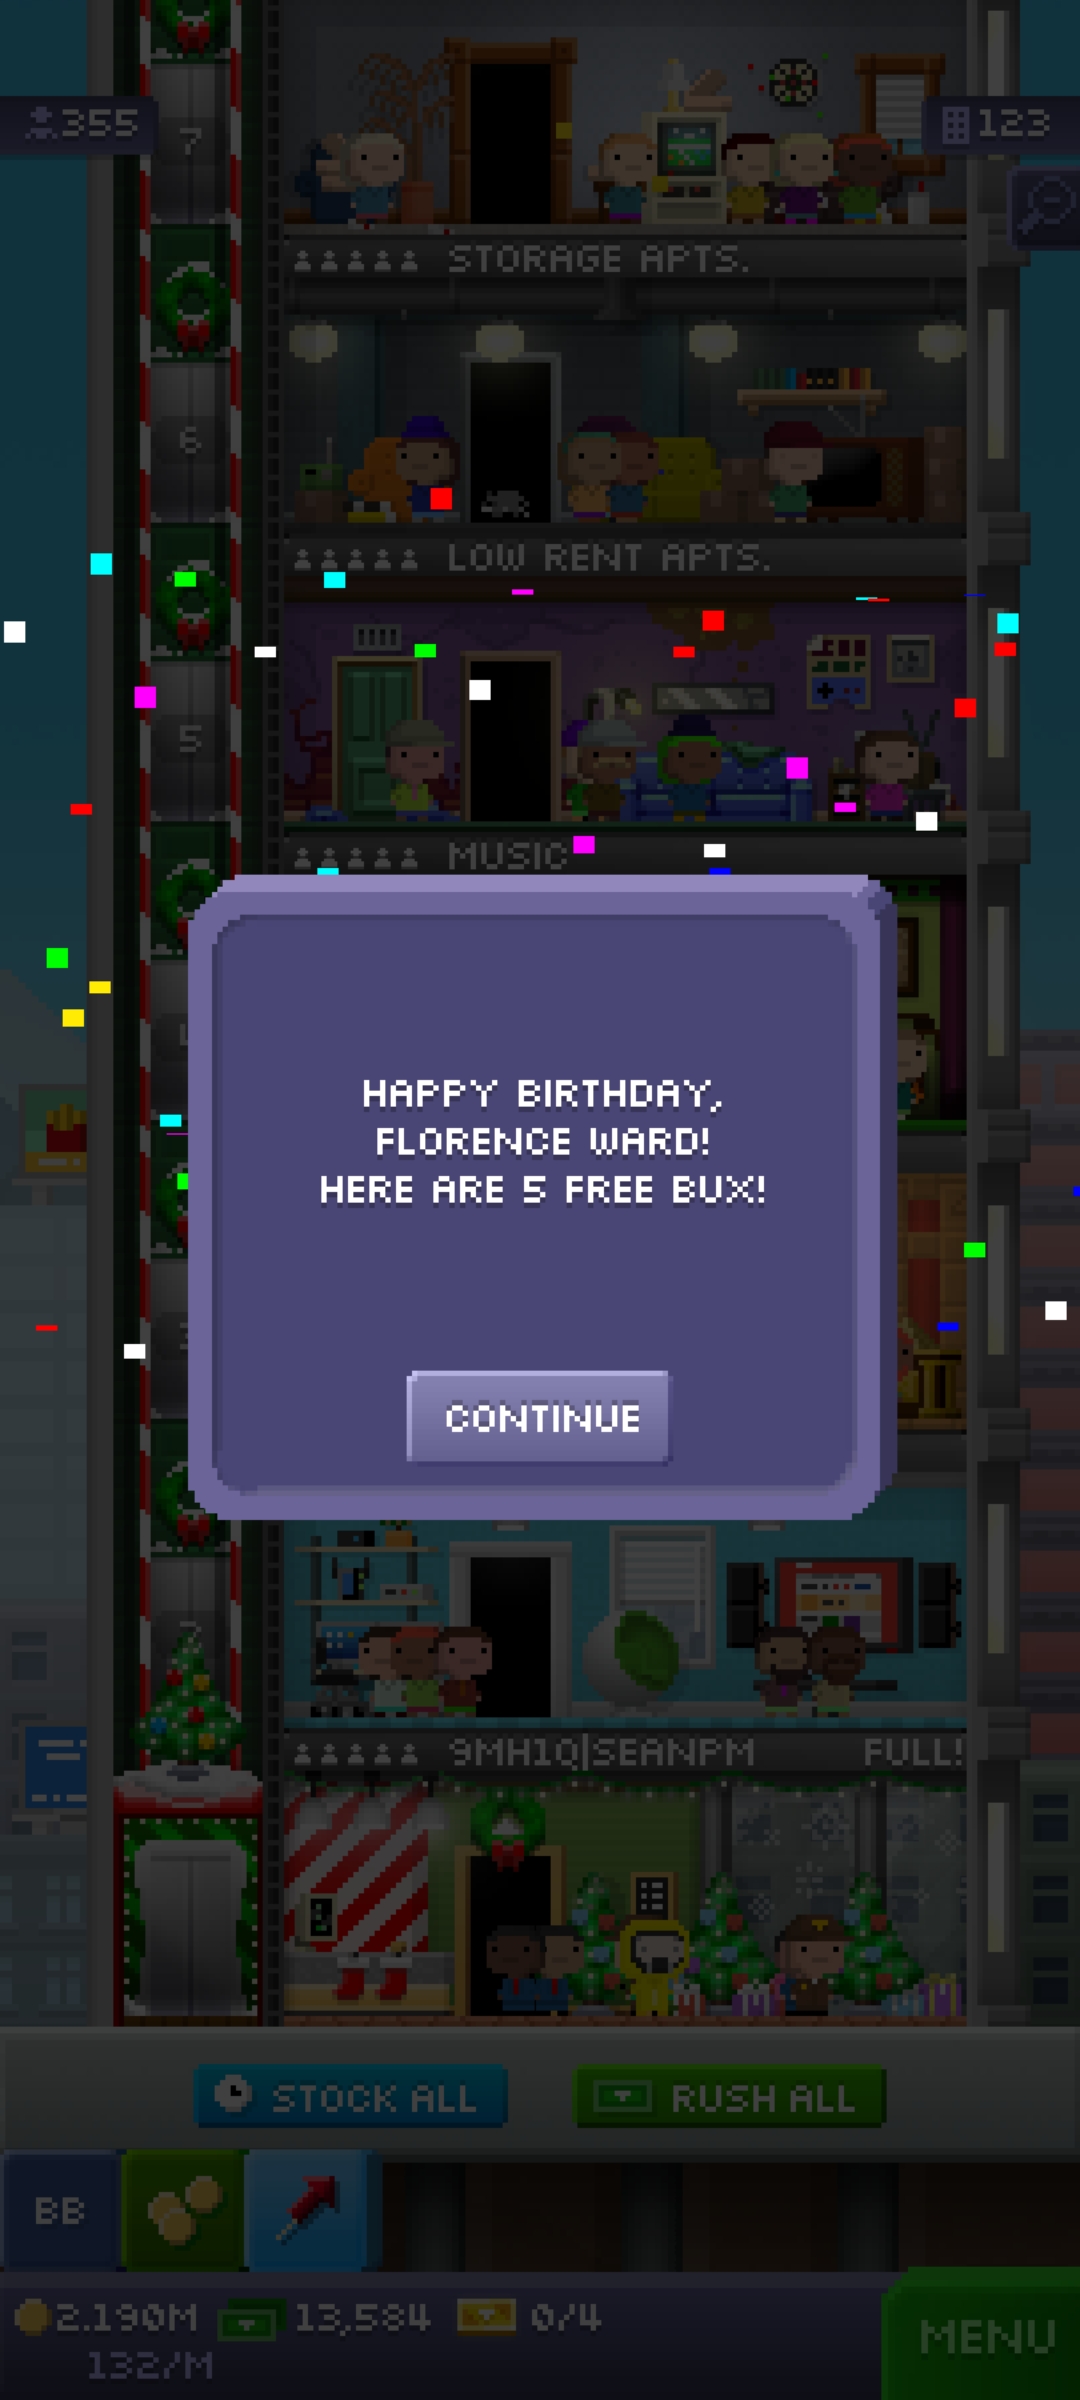 355
123
7
STORAGE APTS.
6
LOW RENT APTS.
5
MUSIC
HAPPY BIRTHDAY,
FLORENCE WARD!
HERE ARE 5 FREE BUX!
CONTINUE
9MH1Q|SEANPM FULL!
STOCK ALL
RUSH ALL
BB
2.190M
13,584
0/4
132/M
MENU